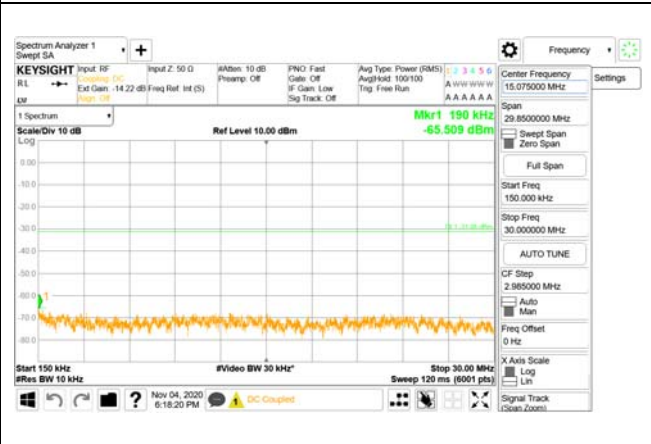 Spectrum Analyzer 1
Swept SA
Frequency
KEYSIGHT
RL
Input: RF
Coupling: DC
Ext Gain: -14.22 dB
Align: Off
Input Z: 50 Ω
Freq Ref: Int (S)
#Atten: 10 dB
Preamp: Off
PNO: Fast
Gate: Off
IF Gain: Low
Sig Track: Off
Avg Type: Power (RMS)
Avg|Hold: 100/100
Trig: Free Run
1 2 3 4 5 6
A W W W W W
A A A A A A
1 Spectrum
Scale/Div 10 dB
Ref Level 10.00 dBm
Mkr1 190 kHz
-65.509 dBm
Log
0.00
-10.0
-20.0
-30.0
-40.0
-50.0
-60.0
-70.0
-80.0
1
Start 150 kHz
#Res BW 10 kHz
#Video BW 30 kHz*
Stop 30.00 MHz
Sweep 120 ms (6001 pts)
Nov 04, 2020
6:18:20 PM
DC Coupled
Center Frequency
15.075000 MHz
Settings
Span
29.8500000 MHz
Swept Span
Zero Span
Full Span
Start Freq
150.000 kHz
Stop Freq
30.000000 MHz
AUTO TUNE
CF Step
2.985000 MHz
Auto
Man
Freq Offset
0 Hz
X Axis Scale
Log
Lin
Signal Track
(Span Zoom)